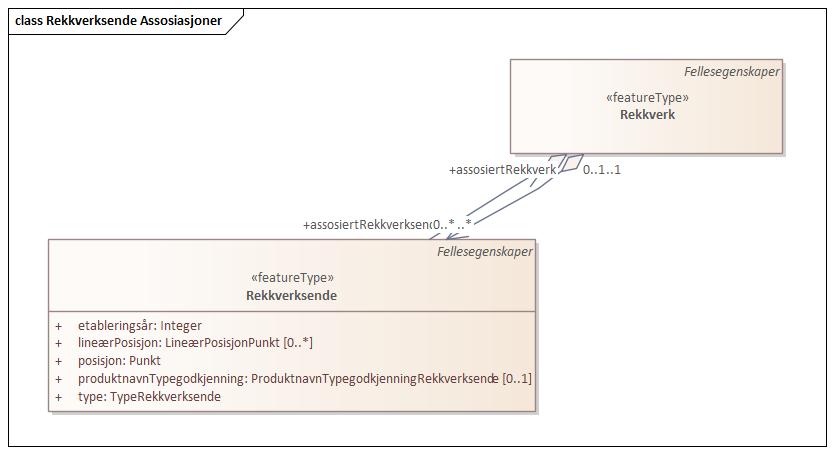 class Rekkverksende Assosiasjoner
Fellesegenskaper
«featureType»
Rekkverk
+assosiertRekkverk
0..1..1
+assosiertRekkverksend
0..* ..*
Fellesegenskaper
«featureType»
Rekkverksende
+ etableringsår: Integer
+ lineærPosisjon: LineærPosisjonPunkt [0..*]
+ posisjon: Punkt
+ produktnavnTypegodkjenning: ProduktnavnTypegodkjenningRekkverksende [0..1]
+ type: TypeRekkverksende